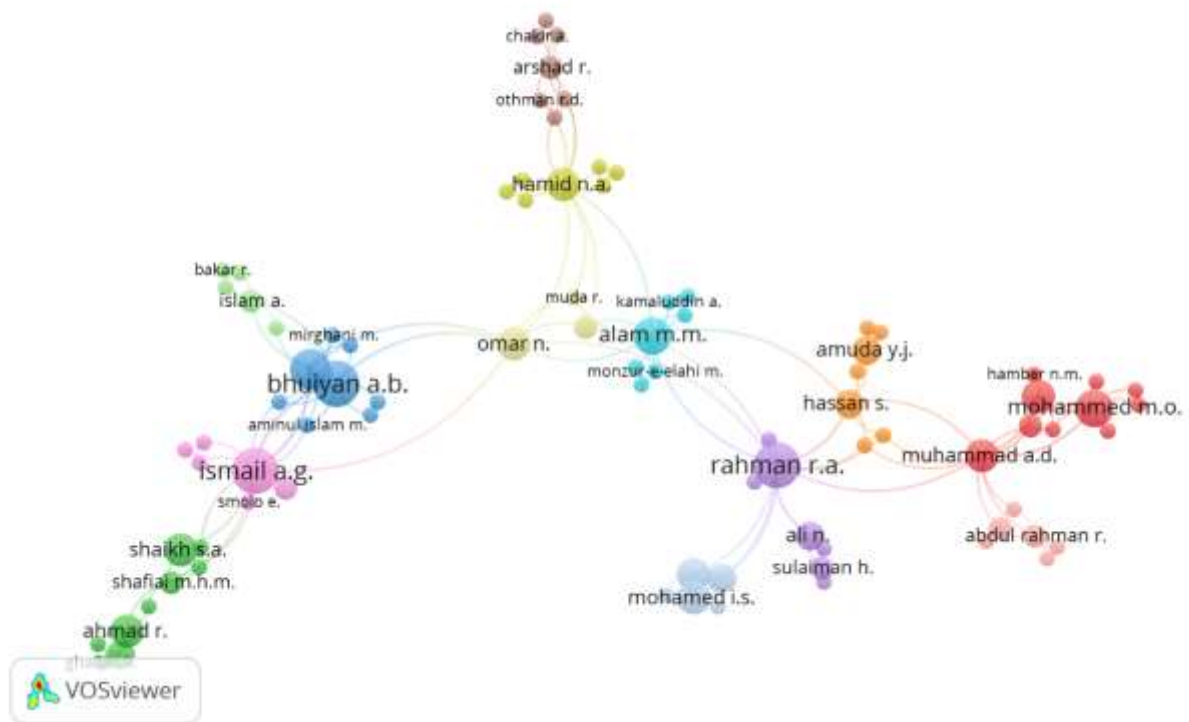 chakir a.
arshad r.
othman r.d.
hamid n.a.
bakar r.
islam a.
mirghani m.
bhuiyan a.b.
aminul islam m.
omar n.
muda r.
kamaluddin a.
alam m.m.
monzur-e-elahi m.
amuda y.j.
hassan s.
hambar n.m.
mohammed m.o.
muhammad a.d.
abdul rahman r.
rahman r.a.
ali n.
sulaiman h.
mohamed i.s.
ismail a.g.
smolo e.
shaikh s.a.
shafiai m.h.m.
ahmad r.
VOSviewer